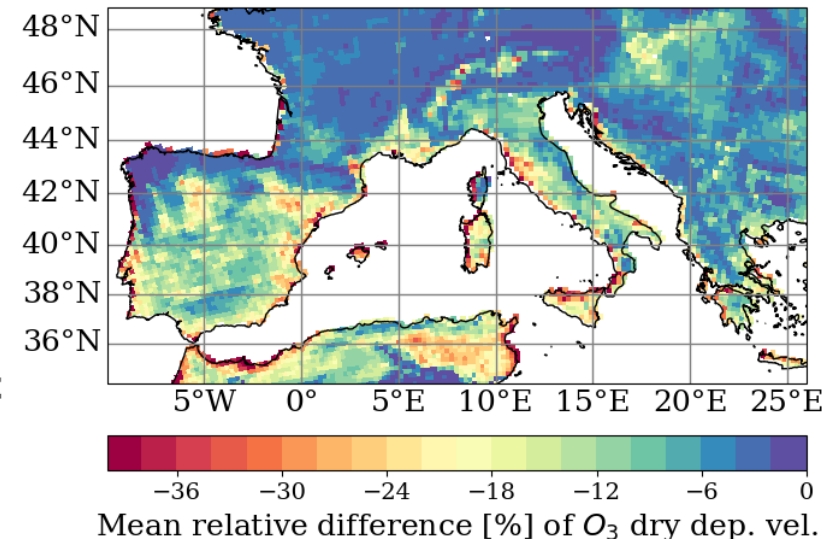 48°N
46°N
44°N
42°N
40°N
38°N
36°N
5°W 0° 5°E 10°E 15°E 20°E 25°E
−36 −30 −24 −18 −12 −6 0
Mean relative difference [%] of O₃ dry dep. vel.